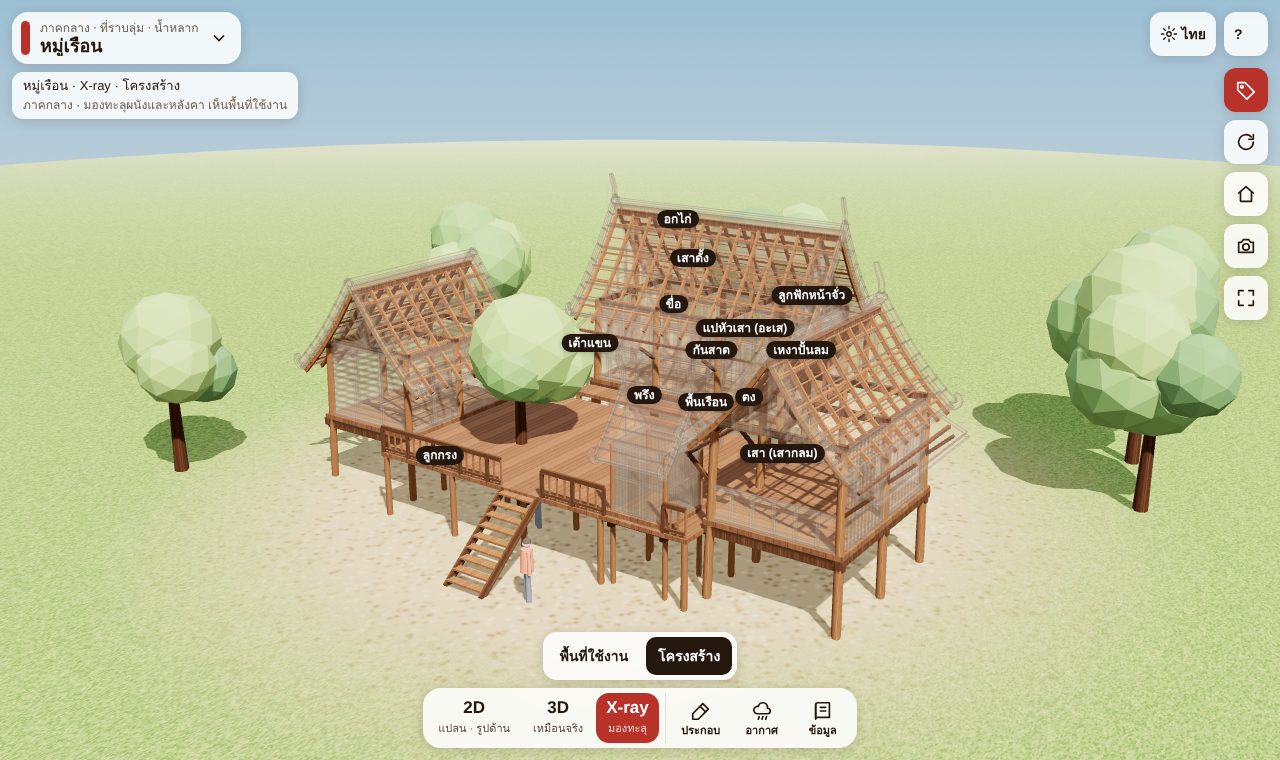 ภาคกลาง · ที่ราบลุ่ม · น้ำหลาก
หมู่เรือน
หมู่เรือน · X-ray · โครงสร้าง
ภาคกลาง · มองทะลุผนังและหลังคา เห็นพื้นที่ใช้งาน
ไทย
?
อกไก่
เสาดั้ง
ขื่อ
ลูกฟักหน้าจั่ว
แปหัวเสา (อะเส)
เต้าแขน
กันสาด
เหงาปั้นลม
พรึง
พื้นเรือน
ตง
ลูกกรง
เสา (เสากลม)
พื้นที่ใช้งาน
โครงสร้าง
2D
แปลน · รูปด้าน
3D
เหมือนจริง
X-ray
มองทะลุ
ประกอบ
อากาศ
ข้อมูล